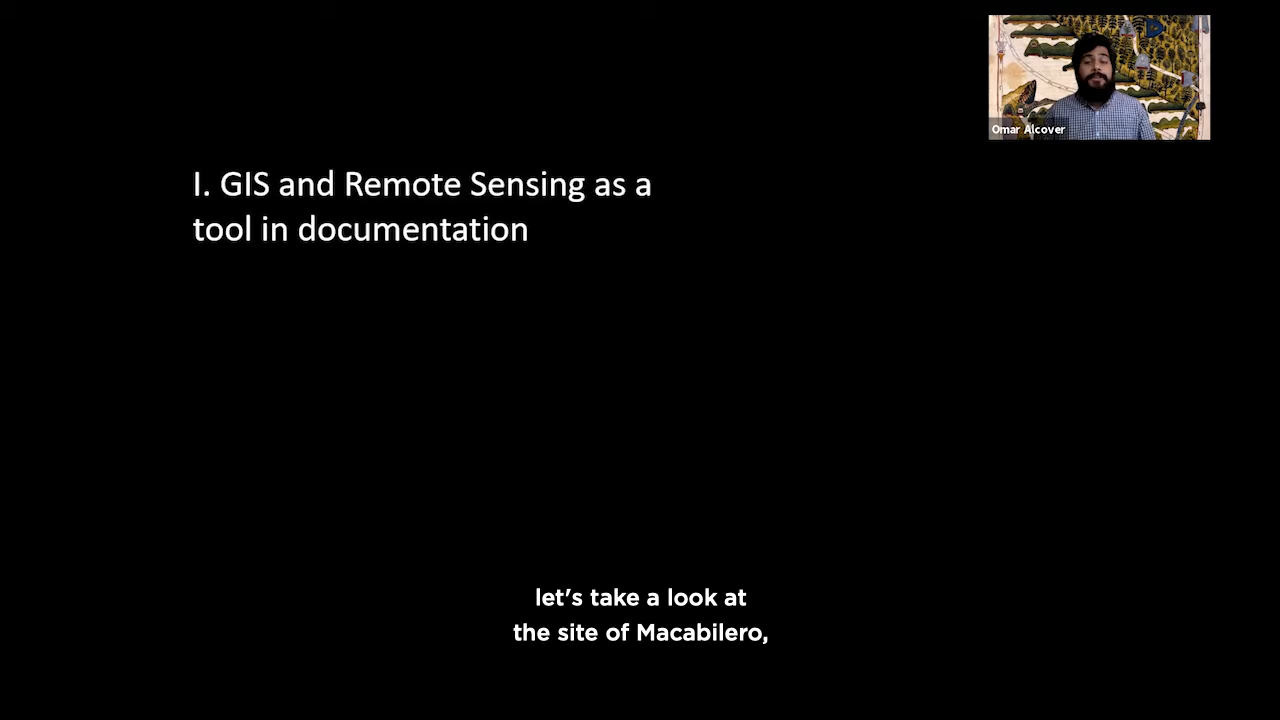 Omar Alcover
I. GIS and Remote Sensing as a
tool in documentation
let's take a look at
the site of Macabilero,